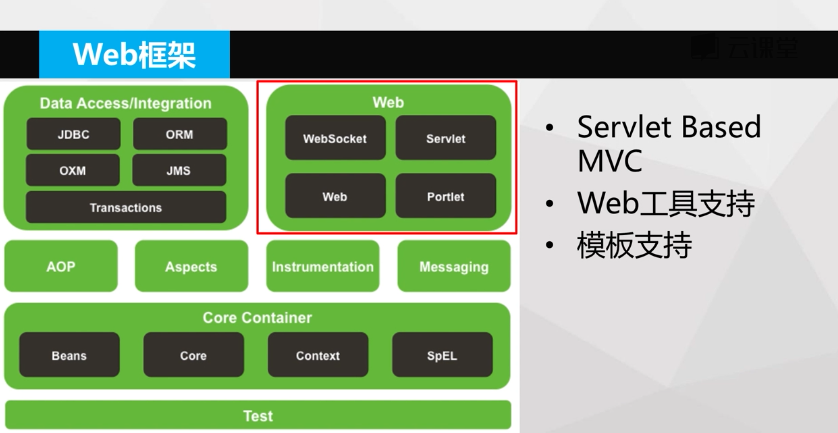 Web框架
云课堂
Data Access/Integration
JDBC
ORM
OXM
JMS
Transactions
Web
WebSocket
Servlet
Web
Portlet
AOP
Aspects
Instrumentation
Messaging
Core Container
Beans
Core
Context
SpEL
Test
• Servlet Based
MVC
• Web工具支持
• 模板支持